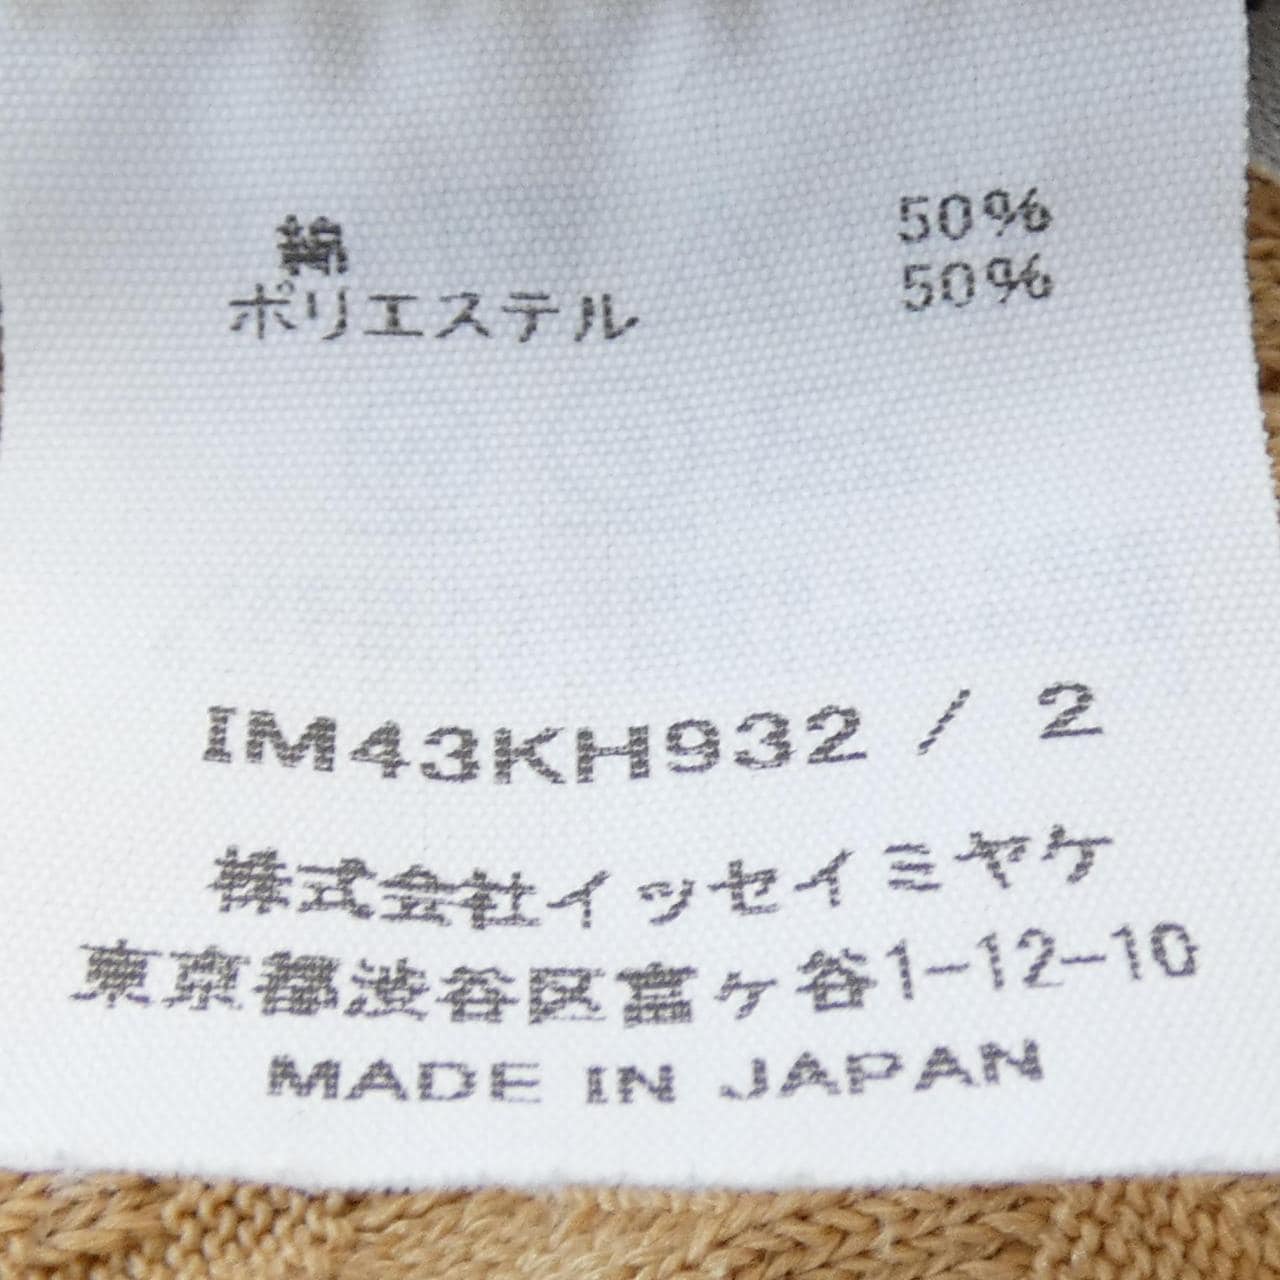 綿 50%
ポリエステル 50%
IM43KH932 / 2
株式会社イッセイミヤケ
東京都渋谷区富ヶ谷1-12-10
MADE IN JAPAN